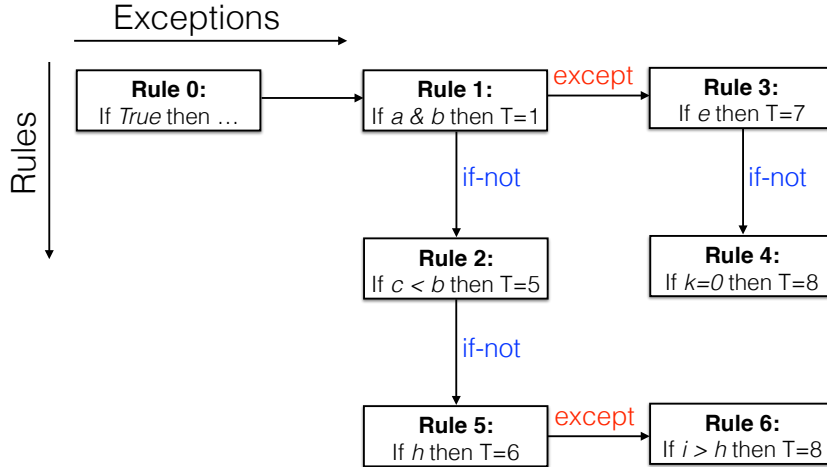 Exceptions
Rules
Rule 0:
If True then ...
Rule 1:
If a & b then T=1
except
Rule 3:
If e then T=7
if-not
if-not
Rule 2:
If c < b then T=5
Rule 4:
If k=0 then T=8
if-not
Rule 5:
If h then T=6
except
Rule 6:
If i > h then T=8